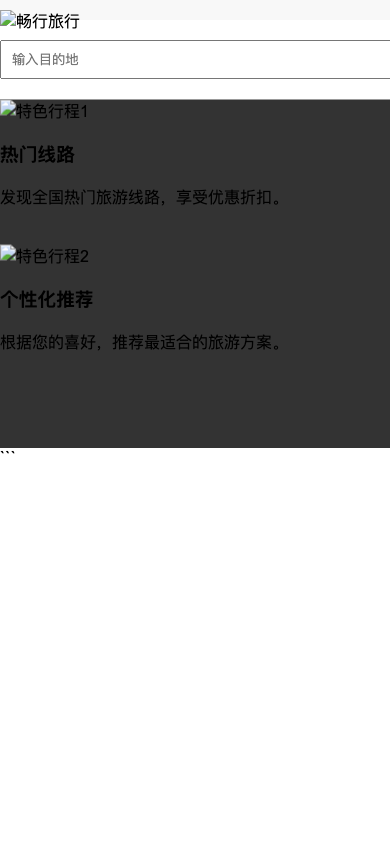 畅行旅行
输入目的地
特色行程1
热门线路
发现全国热门旅游线路，享受优惠折扣。
特色行程2
个性化推荐
根据您的喜好，推荐最适合的旅游方案。
```